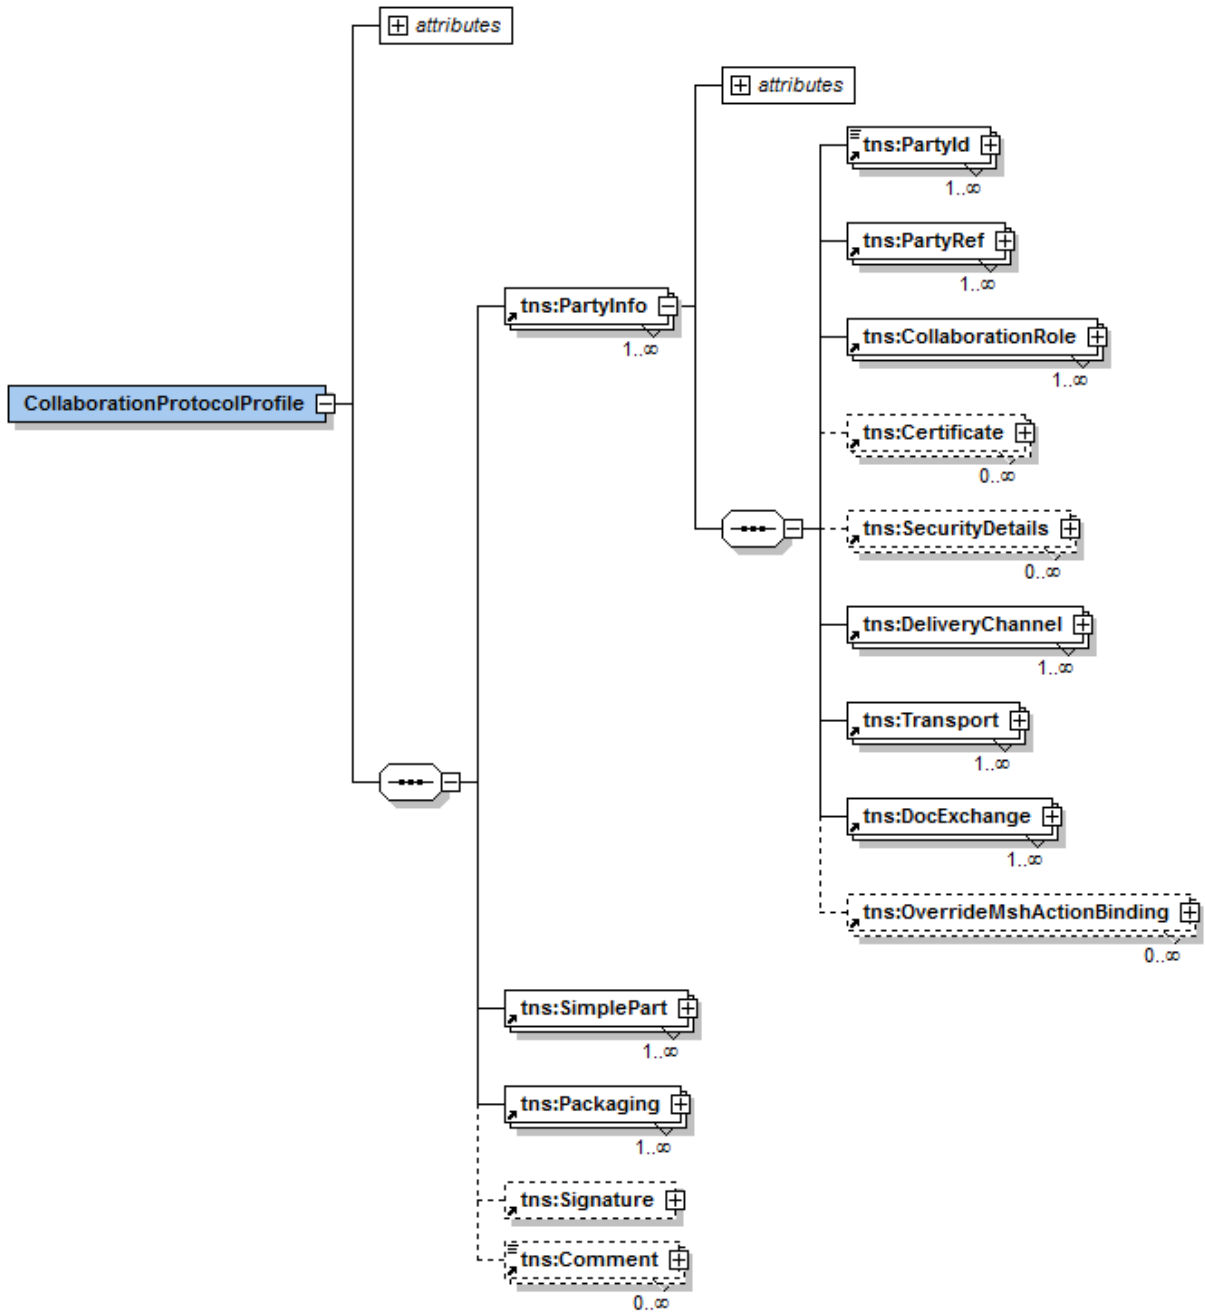 attributes
attributes
tns:PartyId
1..∞
tns:PartyRef
1..∞
tns:PartyInfo
1..∞
tns:CollaborationRole
1..∞
CollaborationProtocolProfile
tns:Certificate
0..∞
tns:SecurityDetails
0..∞
tns:DeliveryChannel
1..∞
tns:Transport
1..∞
tns:DocExchange
1..∞
tns:OverrideMshActionBinding
0..∞
tns:SimplePart
1..∞
tns:Packaging
1..∞
tns:Signature
tns:Comment
0..∞